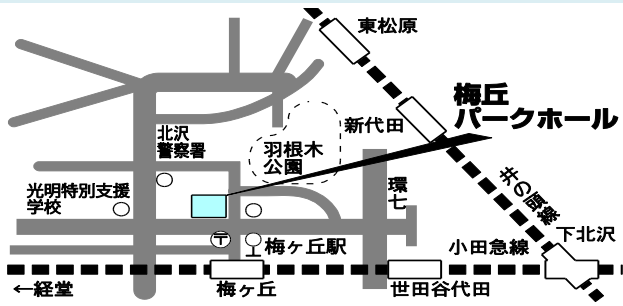 東松原
梅丘
パークホール
新代田
北沢
警察署
羽根木
公園
環七
井の頭線
光明特別支援
学校
〒
梅ヶ丘駅
小田急線
下北沢
←経堂
梅ヶ丘
世田谷代田